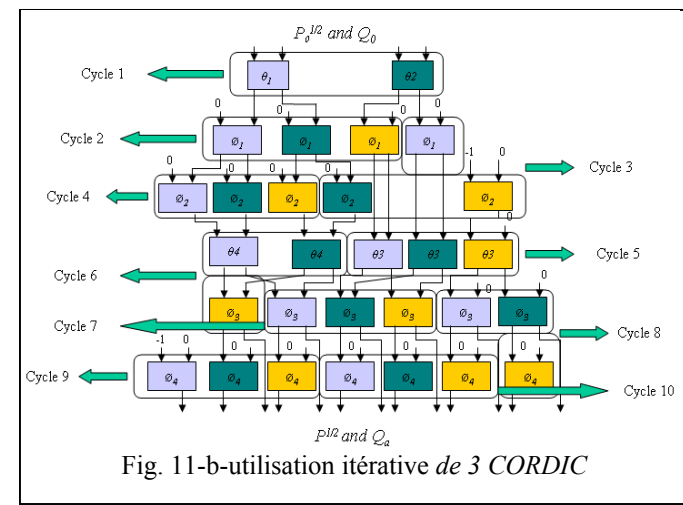 P₀^1/2 and Q₀
Cycle 1
θ₁ θ2
0 0 0 0 0
Cycle 2
ø₁ ø₁ ø₁ ø₁
-1 0
Cycle 3
0 0 0 0
Cycle 4
ø₂ ø₂ ø₂ ø₂ ø₂
0
θ4 θ4 θ3 θ3 θ3
Cycle 5
Cycle 6
0 0
ø₃ ø₃ ø₃ ø₃ ø₃ ø₃
Cycle 7
Cycle 8
-1 0 0 0 0 0 0 0
Cycle 9
ø₄ ø₄ ø₄ ø₄ ø₄ ø₄ ø₄
Cycle 10
P^1/2 and Qₐ
Fig. 11-b-utilisation itérative de 3 CORDIC